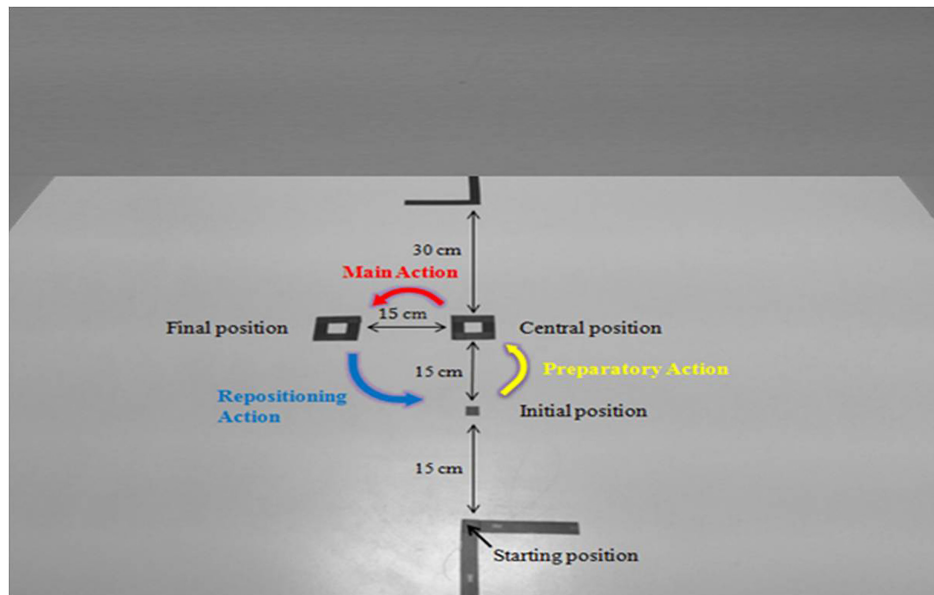 30 cm
Main Action
15 cm
Final position
Central position
15 cm
Preparatory Action
Repositioning
Action
Initial position
15 cm
Starting position